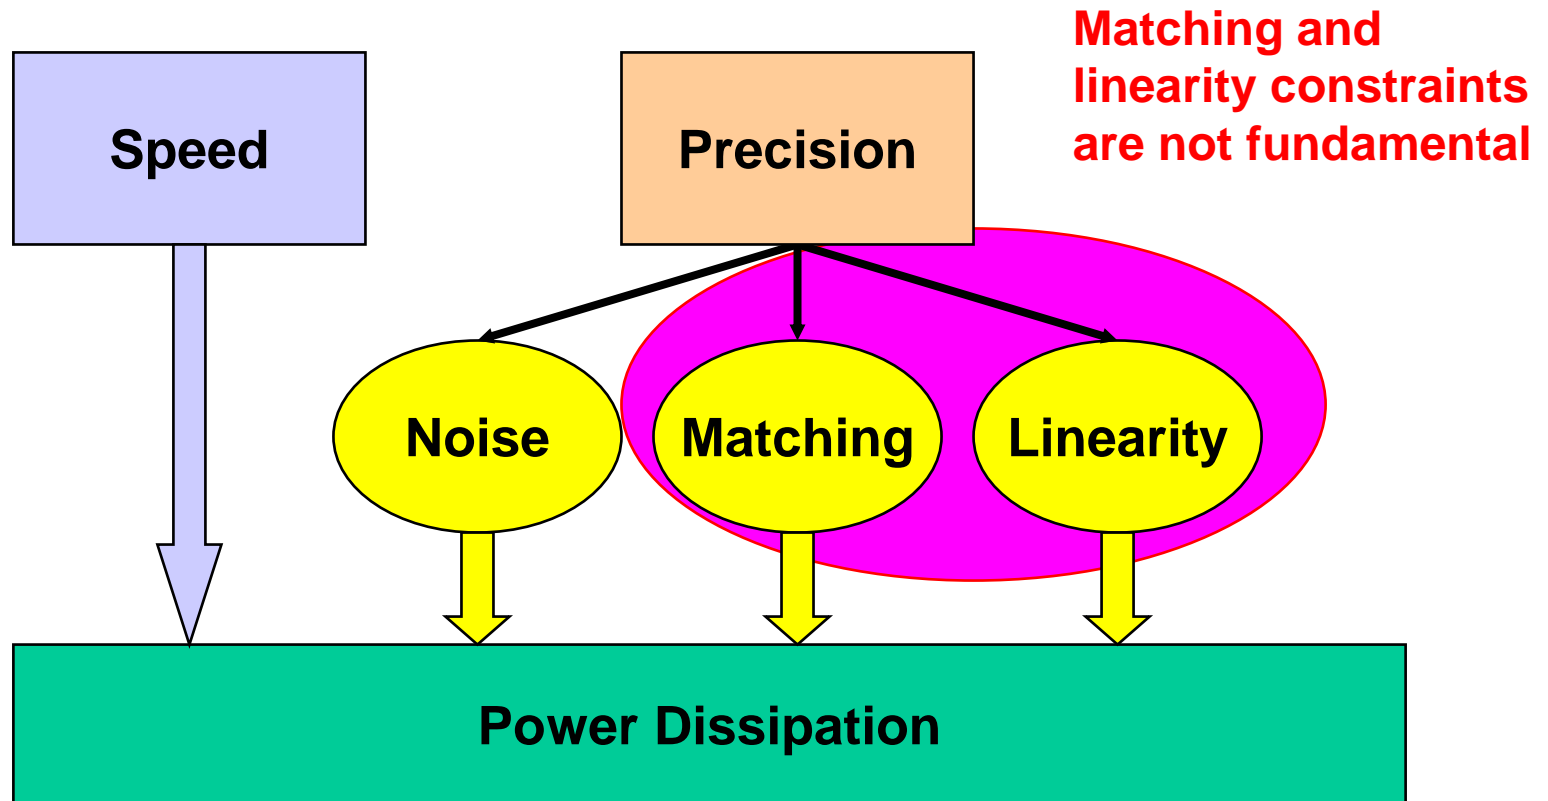 Matching and
linearity constraints
are not fundamental
Speed
Precision
Noise
Matching
Linearity
Power Dissipation